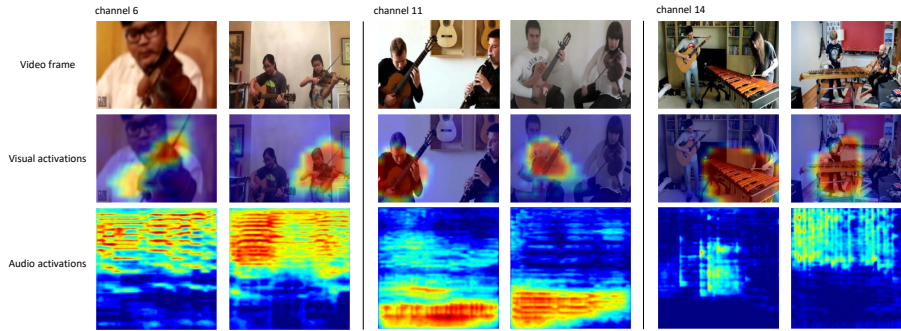 channel 6
channel 11
channel 14
Video frame
Visual activations
Audio activations